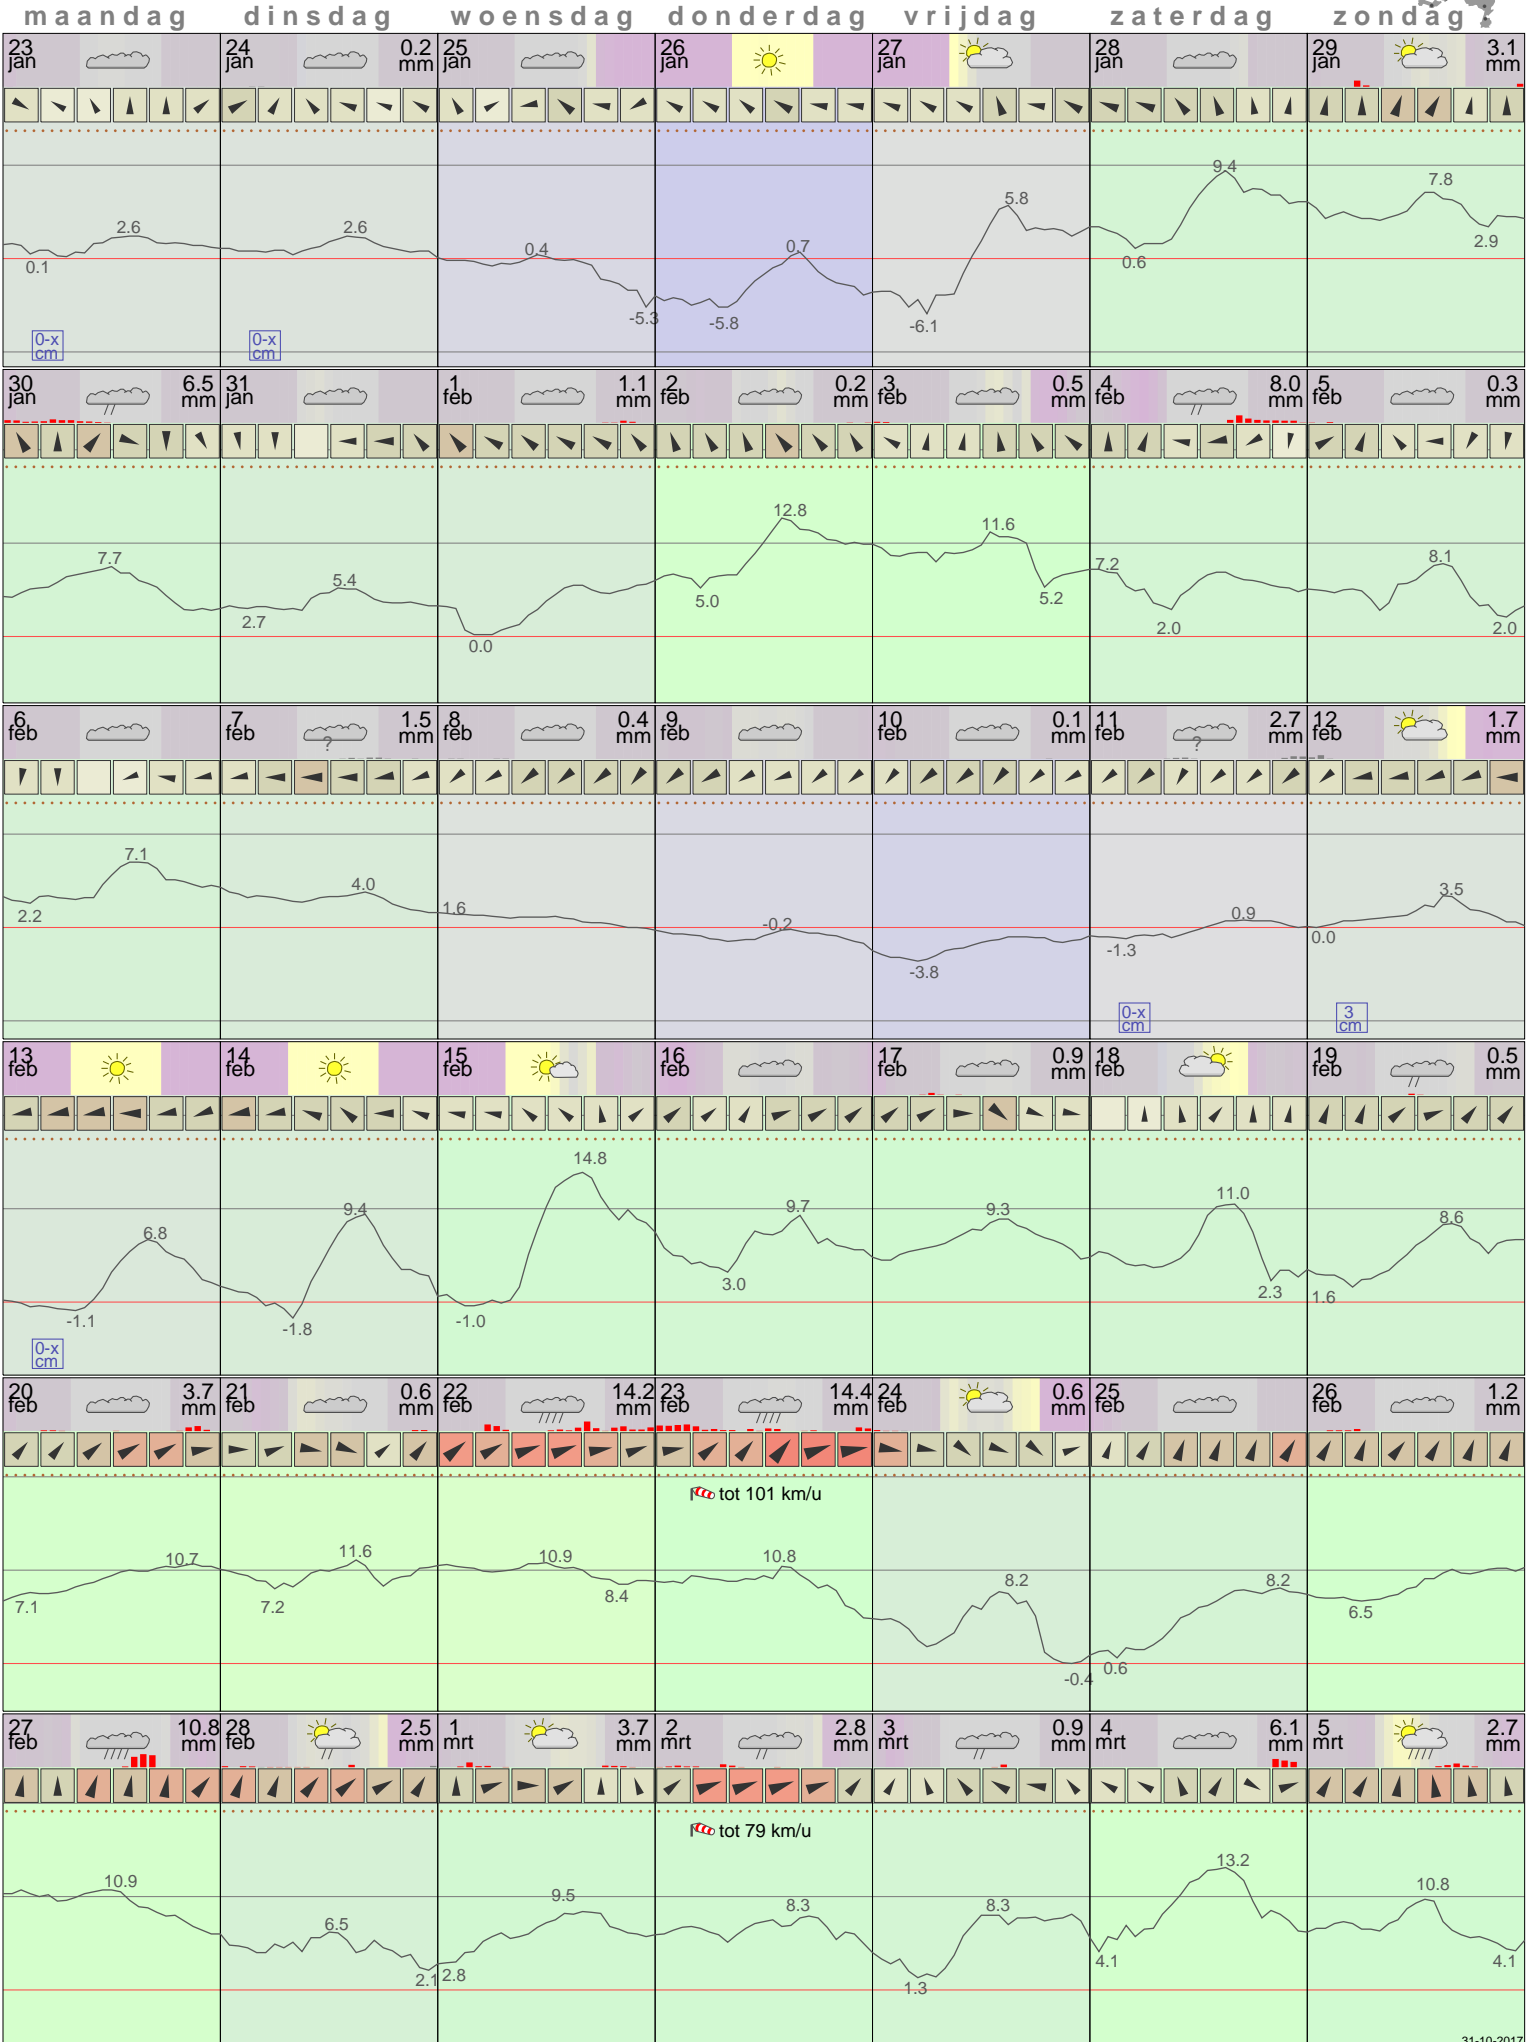 maandag dinsdag woensdag donderdag vrijdag zaterdag zondag
23 24 0.2 25 26 27 28 29 3.1
jan jan mm jan jan jan jan jan mm
9.4
7.8
5.8
2.6 2.6
0.4 0.7
0.1 0.6 2.9
-5.3 -5.8 -6.1
0-x 0-x
cm cm
30 6.5 31 1 1.1 2 0.2 3 0.5 4 8.0 5 0.3
jan mm jan feb mm feb mm feb mm feb mm feb mm
12.8
11.6
7.7 7.2 8.1
5.4
5.0 5.2
2.7 2.0 2.0
0.0
6 7 1.5 8 0.4 9 10 0.1 11 2.7 12 1.7
feb feb mm feb mm feb feb mm feb mm feb mm
? ?
7.1
4.0 3.5
2.2 1.6 -0.2 0.9
-1.3 0.0
-3.8
0-x 3
cm cm
13 14 15 16 17 0.9 18 19 0.5
feb feb feb feb feb mm feb feb mm
14.8
11.0
9.4 9.7 9.3 8.6
6.8
3.0 2.3 1.6
-1.1 -1.8 -1.0
0-x
cm
20 3.7 21 0.6 22 14.2 23 14.4 24 0.6 25 26 1.2
feb mm feb mm feb mm feb mm feb mm feb feb mm
tot 101 km/u
10.7 11.6 10.9 10.8
8.2 8.2
7.1 7.2 8.4 6.5
-0.4 0.6
27 10.8 28 2.5 1 3.7 2 2.8 3 0.9 4 6.1 5 2.7
feb mm feb mm mrt mm mrt mm mrt mm mrt mm mrt mm
tot 79 km/u
13.2
10.9 10.8
9.5 8.3 8.3
6.5
4.1 4.1
2.1 2.8 1.3
31-10-2017